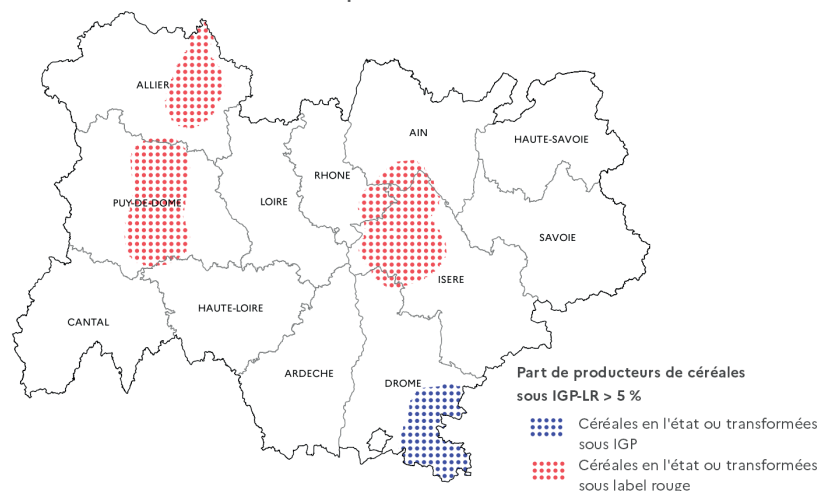 ALLIER
AIN
HAUTE-SAVOIE
RHONE
PUY-DE-DOME
LOIRE
SAVOIE
ISERE
HAUTE-LOIRE
CANTAL
ARDECHE
DROME
Part de producteurs de céréales
sous IGP-LR > 5 %
Céréales en l'état ou transformées
sous IGP
Céréales en l'état ou transformées
sous label rouge